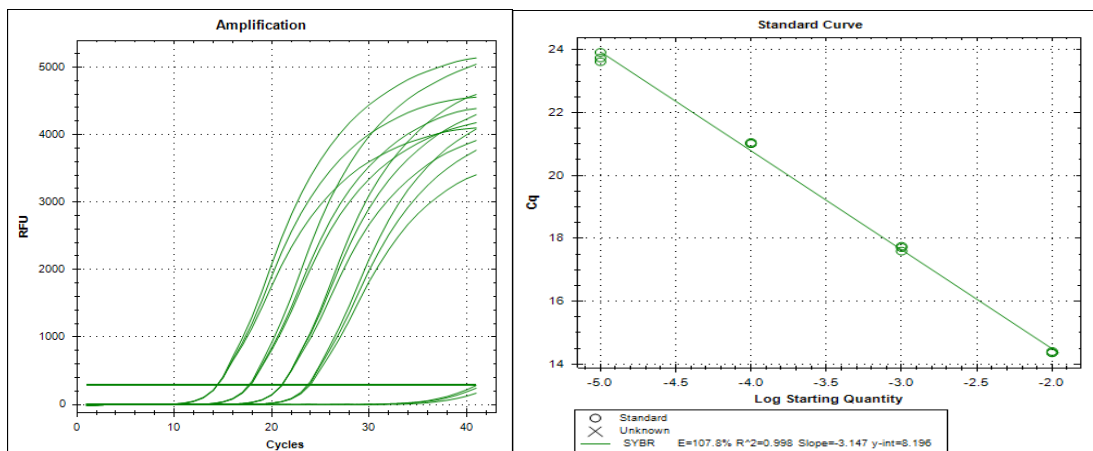 Amplification
5000
4000
3000
2000
1000
0
RFU
0
10
20
30
40
Cycles
Standard Curve
24
22
20
18
16
14
Cq
-5.0
-4.5
-4.0
-3.5
-3.0
-2.5
-2.0
Log Starting Quantity
Standard
Unknown
SYBR E=107.8% R^2=0.998 Slope=-3.147 y-int=8.196